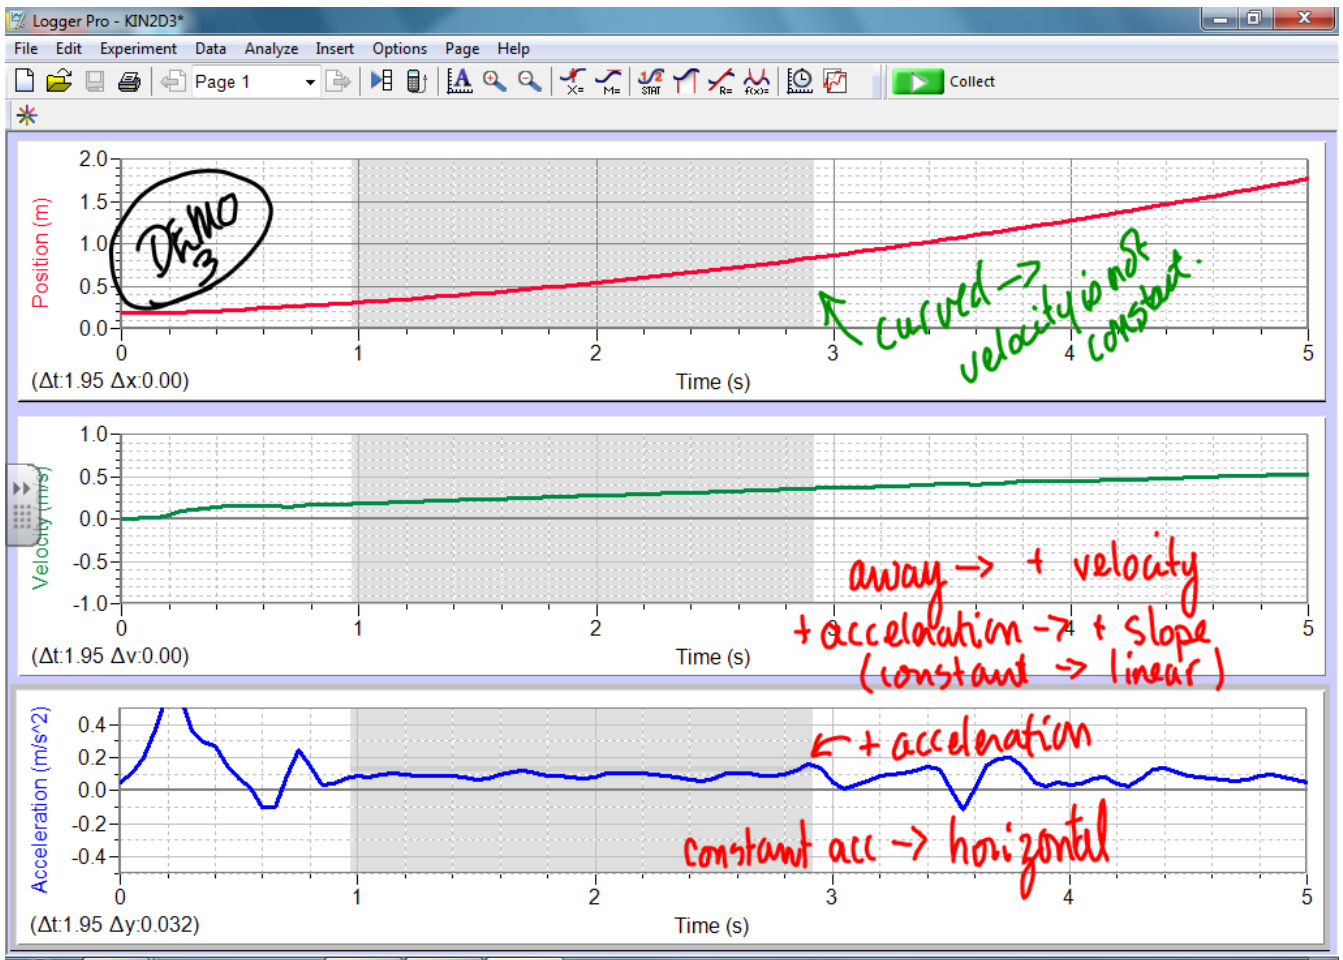 Logger Pro - KIN2D3*
File Edit Experiment Data Analyze Insert Options Page Help
Page 1
X=
M=
1/2
STAT
R=
f(x)=
Collect
2.0
1.5
1.0
0.5
0.0
Position (m)
DEMO
3
curved →
velocity is not
constant.
0 1 2 3 4 5
(Δt:1.95 Δx:0.00)
Time (s)
1.0
0.5
0.0
-0.5
-1.0
Velocity (m/s)
away → + velocity
0 1 2 3 4 5
+ acceleration → + slope
(constant → linear)
(Δt:1.95 Δv:0.00)
Time (s)
0.4
0.2
0.0
-0.2
-0.4
Acceleration (m/s^2)
← + acceleration
constant acc → horizontal
0 1 2 3 4 5
(Δt:1.95 Δy:0.032)
Time (s)